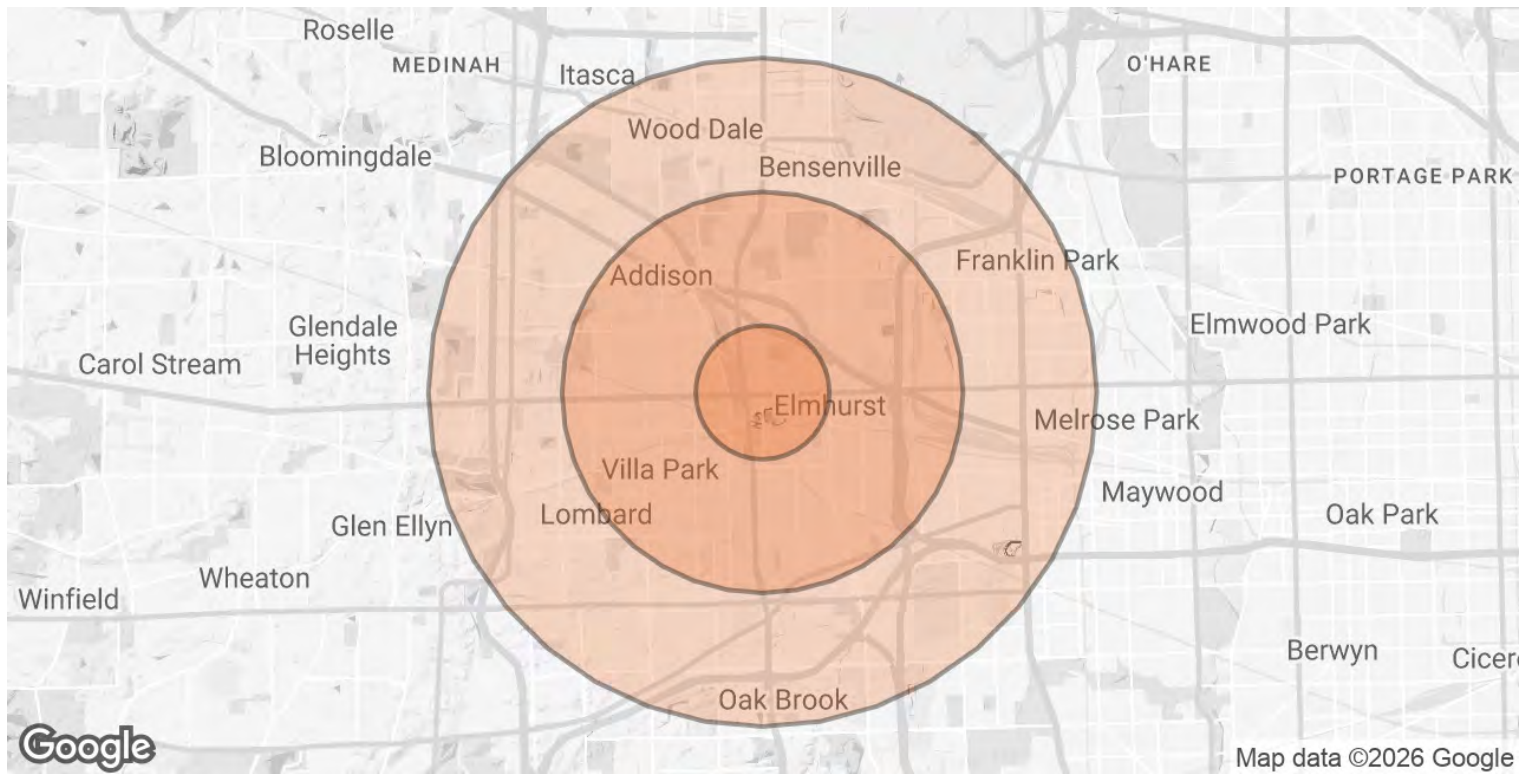 Roselle
MEDINAH
O'HARE
Itasca
Wood Dale
Bloomingdale
Bensenville
PORTAGE PARK
Franklin Park
Addison
Glendale
Heights
Elmwood Park
Carol Stream
Elmhurst
Melrose Park
Villa Park
Maywood
Lombard
Oak Park
Glen Ellyn
Wheaton
Winfield
Berwyn
Cicero
Oak Brook
Google
Map data ©2026 Google